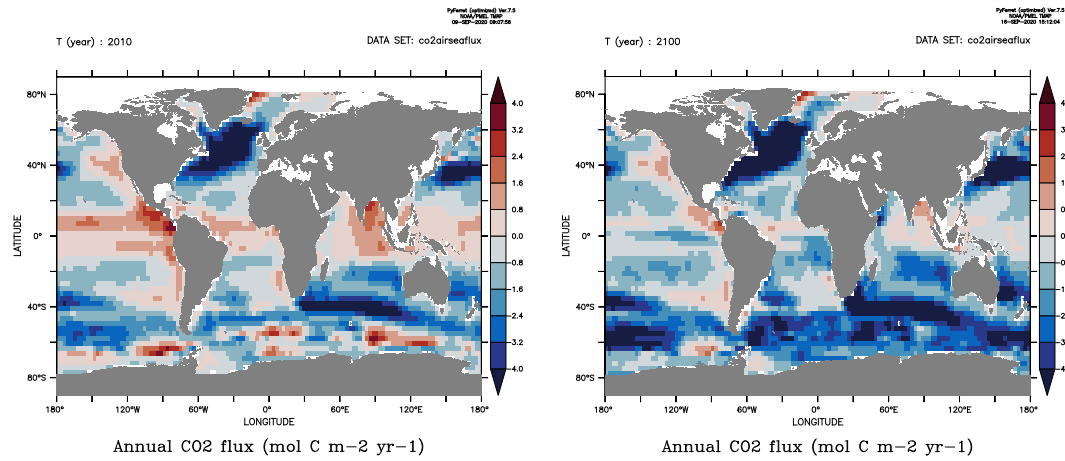 PyFerret (optimized) Ver.7.5
NOAA/PMEL TMAP
09-SEP-2020 09:07:56
T (year) : 2010
DATA SET: co2airseaflux
80°N
40°N
0°
40°S
80°S
LATITUDE
180°
120°W
60°W
0°
60°E
120°E
180°
LONGITUDE
4.0
3.2
2.4
1.6
0.8
0.0
0.8
1.6
2.4
3.2
4.0
Annual CO2 flux (mol C m-2 yr-1)
PyFerret (optimized) Ver.7.5
NOAA/PMEL TMAP
16-SEP-2020 15:12:04
T (year) : 2100
DATA SET: co2airseaflux
80°N
40°N
0°
40°S
80°S
LATITUDE
180°
120°W
60°W
0°
60°E
120°E
180°
LONGITUDE
4
3
2
1
0
0
0
1
2
3
4
Annual CO2 flux (mol C m-2 yr-1)